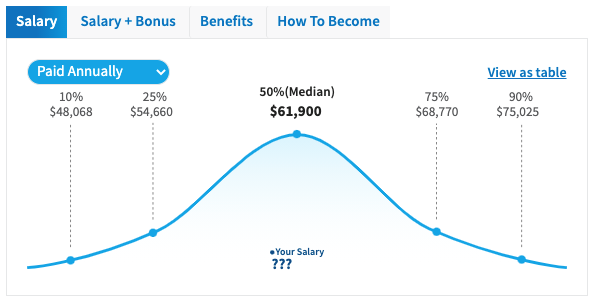 Salary Salary + Bonus Benefits How To Become
Paid Annually
View as table
10% 25% 50%(Median) 75% 90%
$48,068 $54,660 $61,900 $68,770 $75,025
Your Salary
???